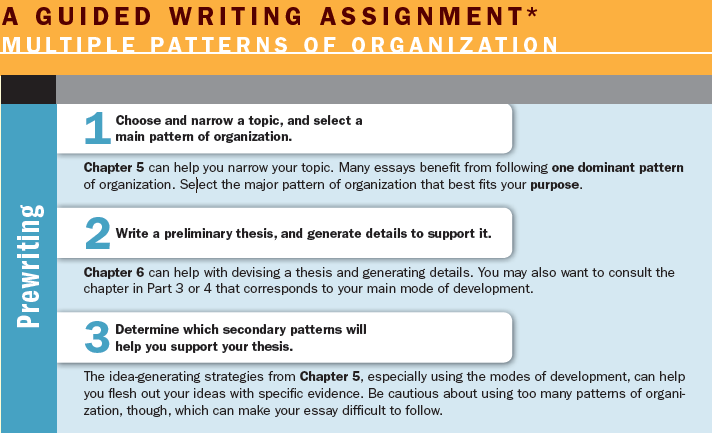 A GUIDED WRITING ASSIGNMENT*
MULTIPLE PATTERNS OF ORGANIZATION
Prewriting
1 Choose and narrow a topic, and select a
main pattern of organization.
Chapter 5 can help you narrow your topic. Many essays benefit from following one dominant pattern
of organization. Select the major pattern of organization that best fits your purpose.
2 Write a preliminary thesis, and generate details to support it.
Chapter 6 can help with devising a thesis and generating details. You may also want to consult the
chapter in Part 3 or 4 that corresponds to your main mode of development.
3 Determine which secondary patterns will
help you support your thesis.
The idea-generating strategies from Chapter 5, especially using the modes of development, can help
you flesh out your ideas with specific evidence. Be cautious about using too many patterns of organi-
zation, though, which can make your essay difficult to follow.